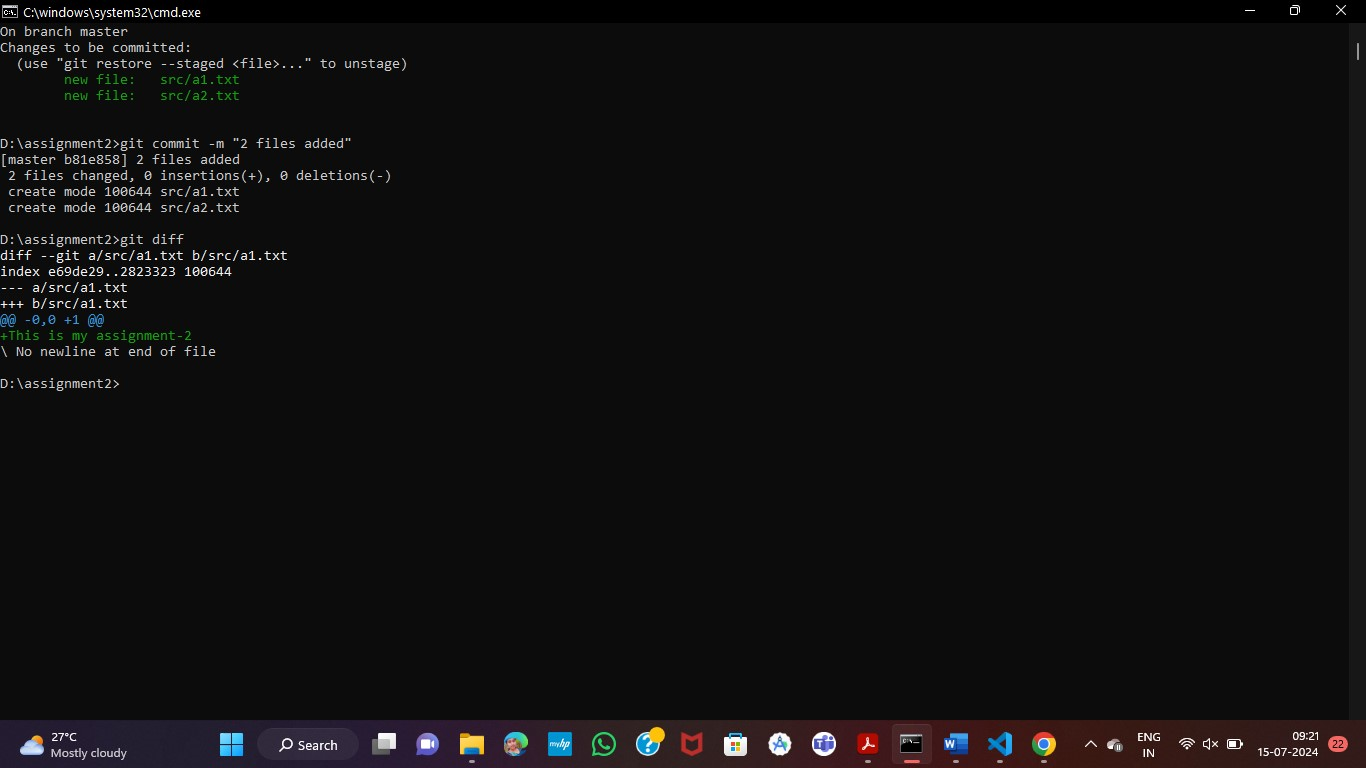 C:\windows\system32\cmd.exe
On branch master
Changes to be committed:
  (use "git restore --staged <file>..." to unstage)
        new file:   src/a1.txt
        new file:   src/a2.txt
D:\assignment2>git commit -m "2 files added"
[master b81e858] 2 files added
 2 files changed, 0 insertions(+), 0 deletions(-)
 create mode 100644 src/a1.txt
 create mode 100644 src/a2.txt
D:\assignment2>git diff
diff --git a/src/a1.txt b/src/a1.txt
index e69de29..2823323 100644
--- a/src/a1.txt
+++ b/src/a1.txt
@@ -0,0 +1 @@
+This is my assignment-2
\ No newline at end of file
D:\assignment2>
27°C
Mostly cloudy
Search
myhp
ENG
IN
09:21
15-07-2024
22